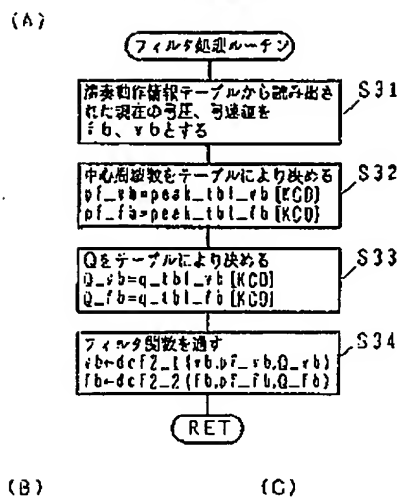 (A)
フィルタ処理ルーチン
演奏動作情報テーブルから読み出さ
れた現在の弓圧、弓速値を
fb、vbとする
S31
中心周波数をテーブルにより決める
pf_vb=peak_tbl_vb[KCD]
pf_fb=peak_tbl_fb[KCD]
S32
Qをテーブルにより決める
Q_vb=q_tbl_vb[KCD]
Q_fb=q_tbl_fb[KCD]
S33
フィルタ関数を通す
vb←dcf2_1(vb,pf_vb,Q_vb)
fb←dcf2_2(fb,pf_fb,Q_fb)
S34
RET
(B) (C)